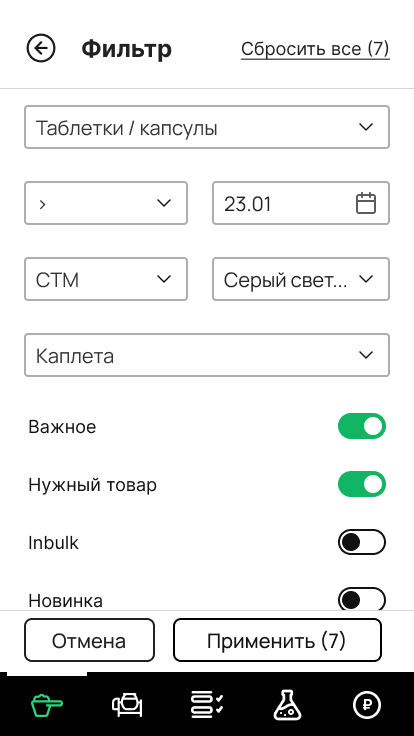 Фильтр
Сбросить все (7)
Таблетки / капсулы
>
23.01
СТМ
Серый свет...
Каплета
Важное
Нужный товар
Inbulk
Новинка
Отмена
Применить (7)
₽